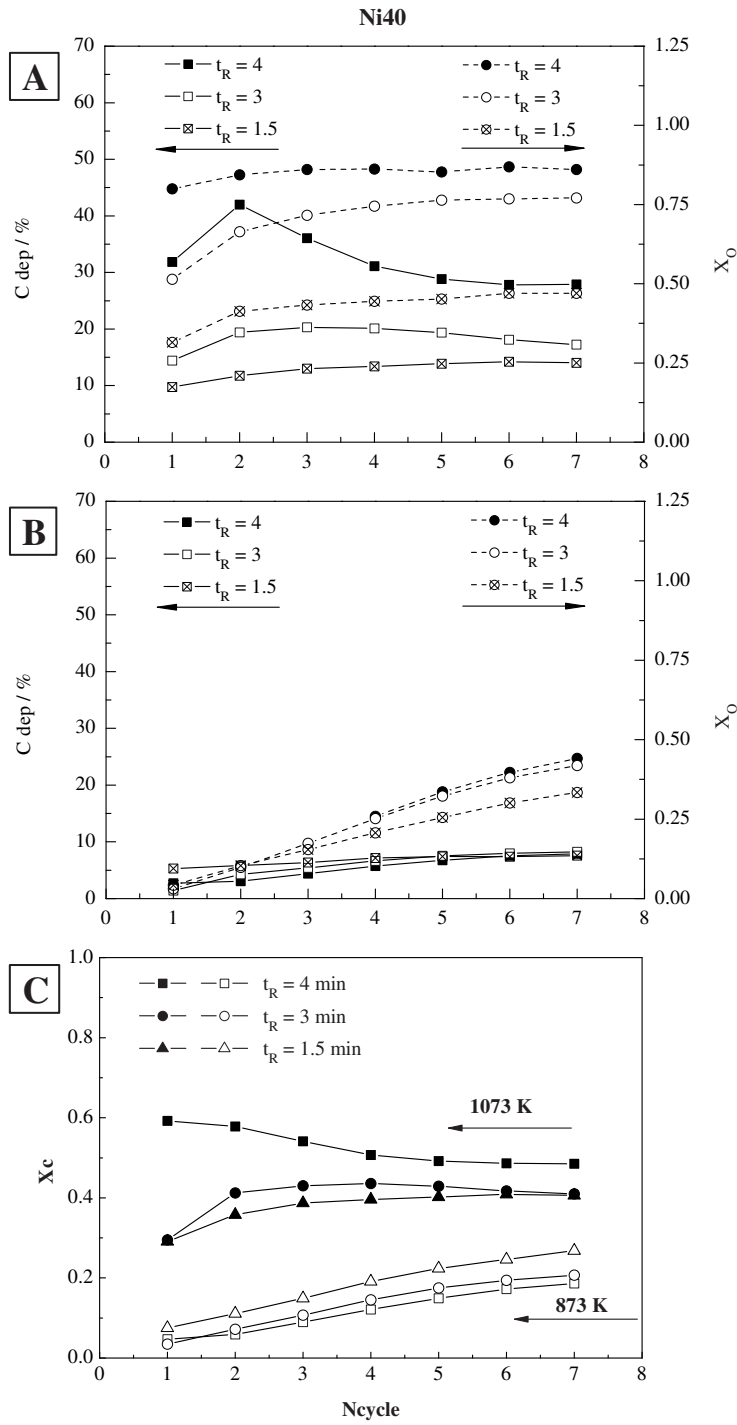 Ni40
A
70
60
50
40
30
20
10
0
C dep / %
t_R = 4
t_R = 3
t_R = 1.5
t_R = 4
t_R = 3
t_R = 1.5
1.25
1.00
0.75
0.50
0.25
0.00
X_O
0 1 2 3 4 5 6 7 8
B
70
60
50
40
30
20
10
0
C dep / %
t_R = 4
t_R = 3
t_R = 1.5
t_R = 4
t_R = 3
t_R = 1.5
1.25
1.00
0.75
0.50
0.25
0.00
X_O
0 1 2 3 4 5 6 7 8
C
1.0
0.8
0.6
0.4
0.2
0.0
Xc
t_R = 4 min
t_R = 3 min
t_R = 1.5 min
1073 K
873 K
0 1 2 3 4 5 6 7 8
Ncycle